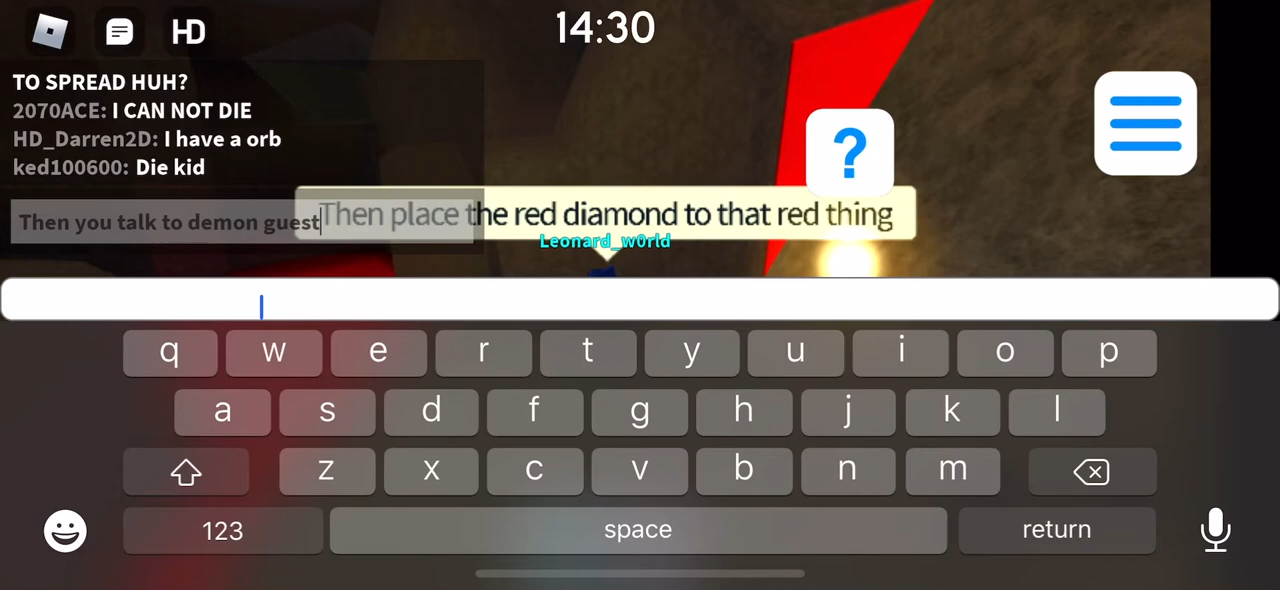 HD
14:30
TO SPREAD HUH?
2070ACE: I CAN NOT DIE
HD_Darren2D: I have a orb
ked100600: Die kid
Then you talk to demon guest
Then place the red diamond to that red thing
?
Leonard_w0rld
q w e r t y u i o p
a s d f g h j k l
z x c v b n m
123 space return